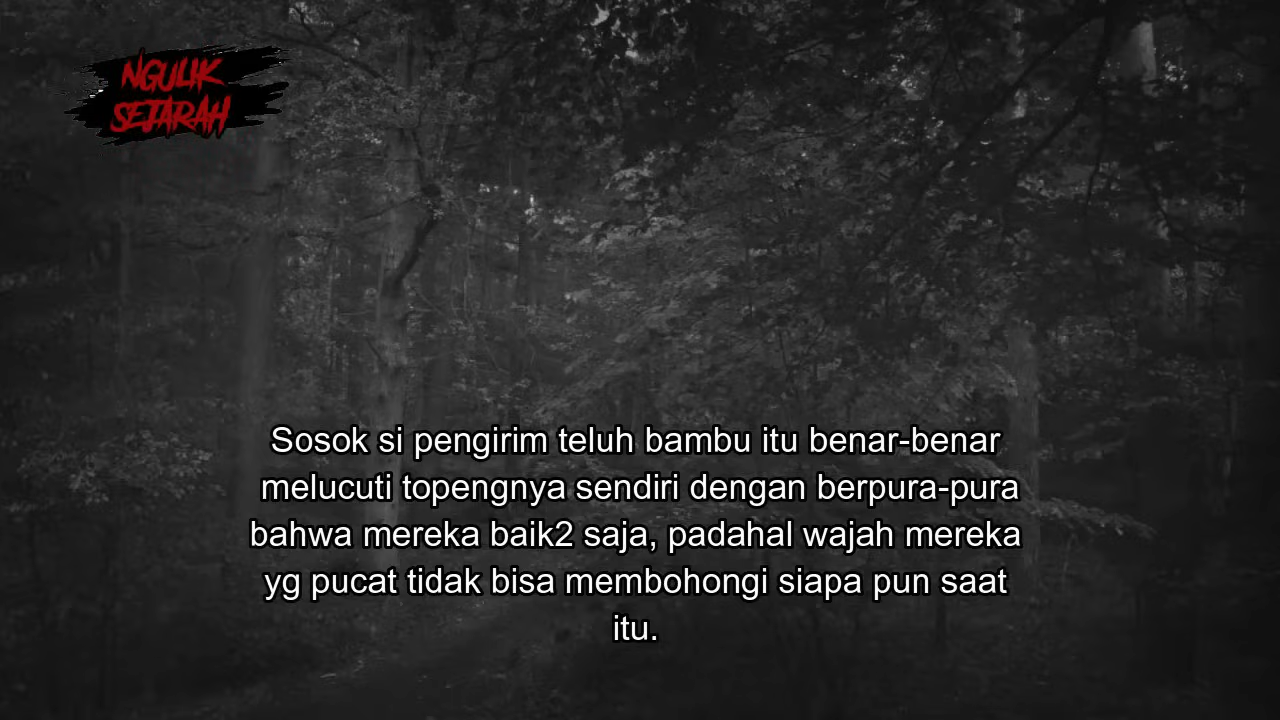 NGULIK
SEJARAH
Sosok si pengirim teluh bambu itu benar-benar
melucuti topengnya sendiri dengan berpura-pura
bahwa mereka baik2 saja, padahal wajah mereka
yg pucat tidak bisa membohongi siapa pun saat
itu.